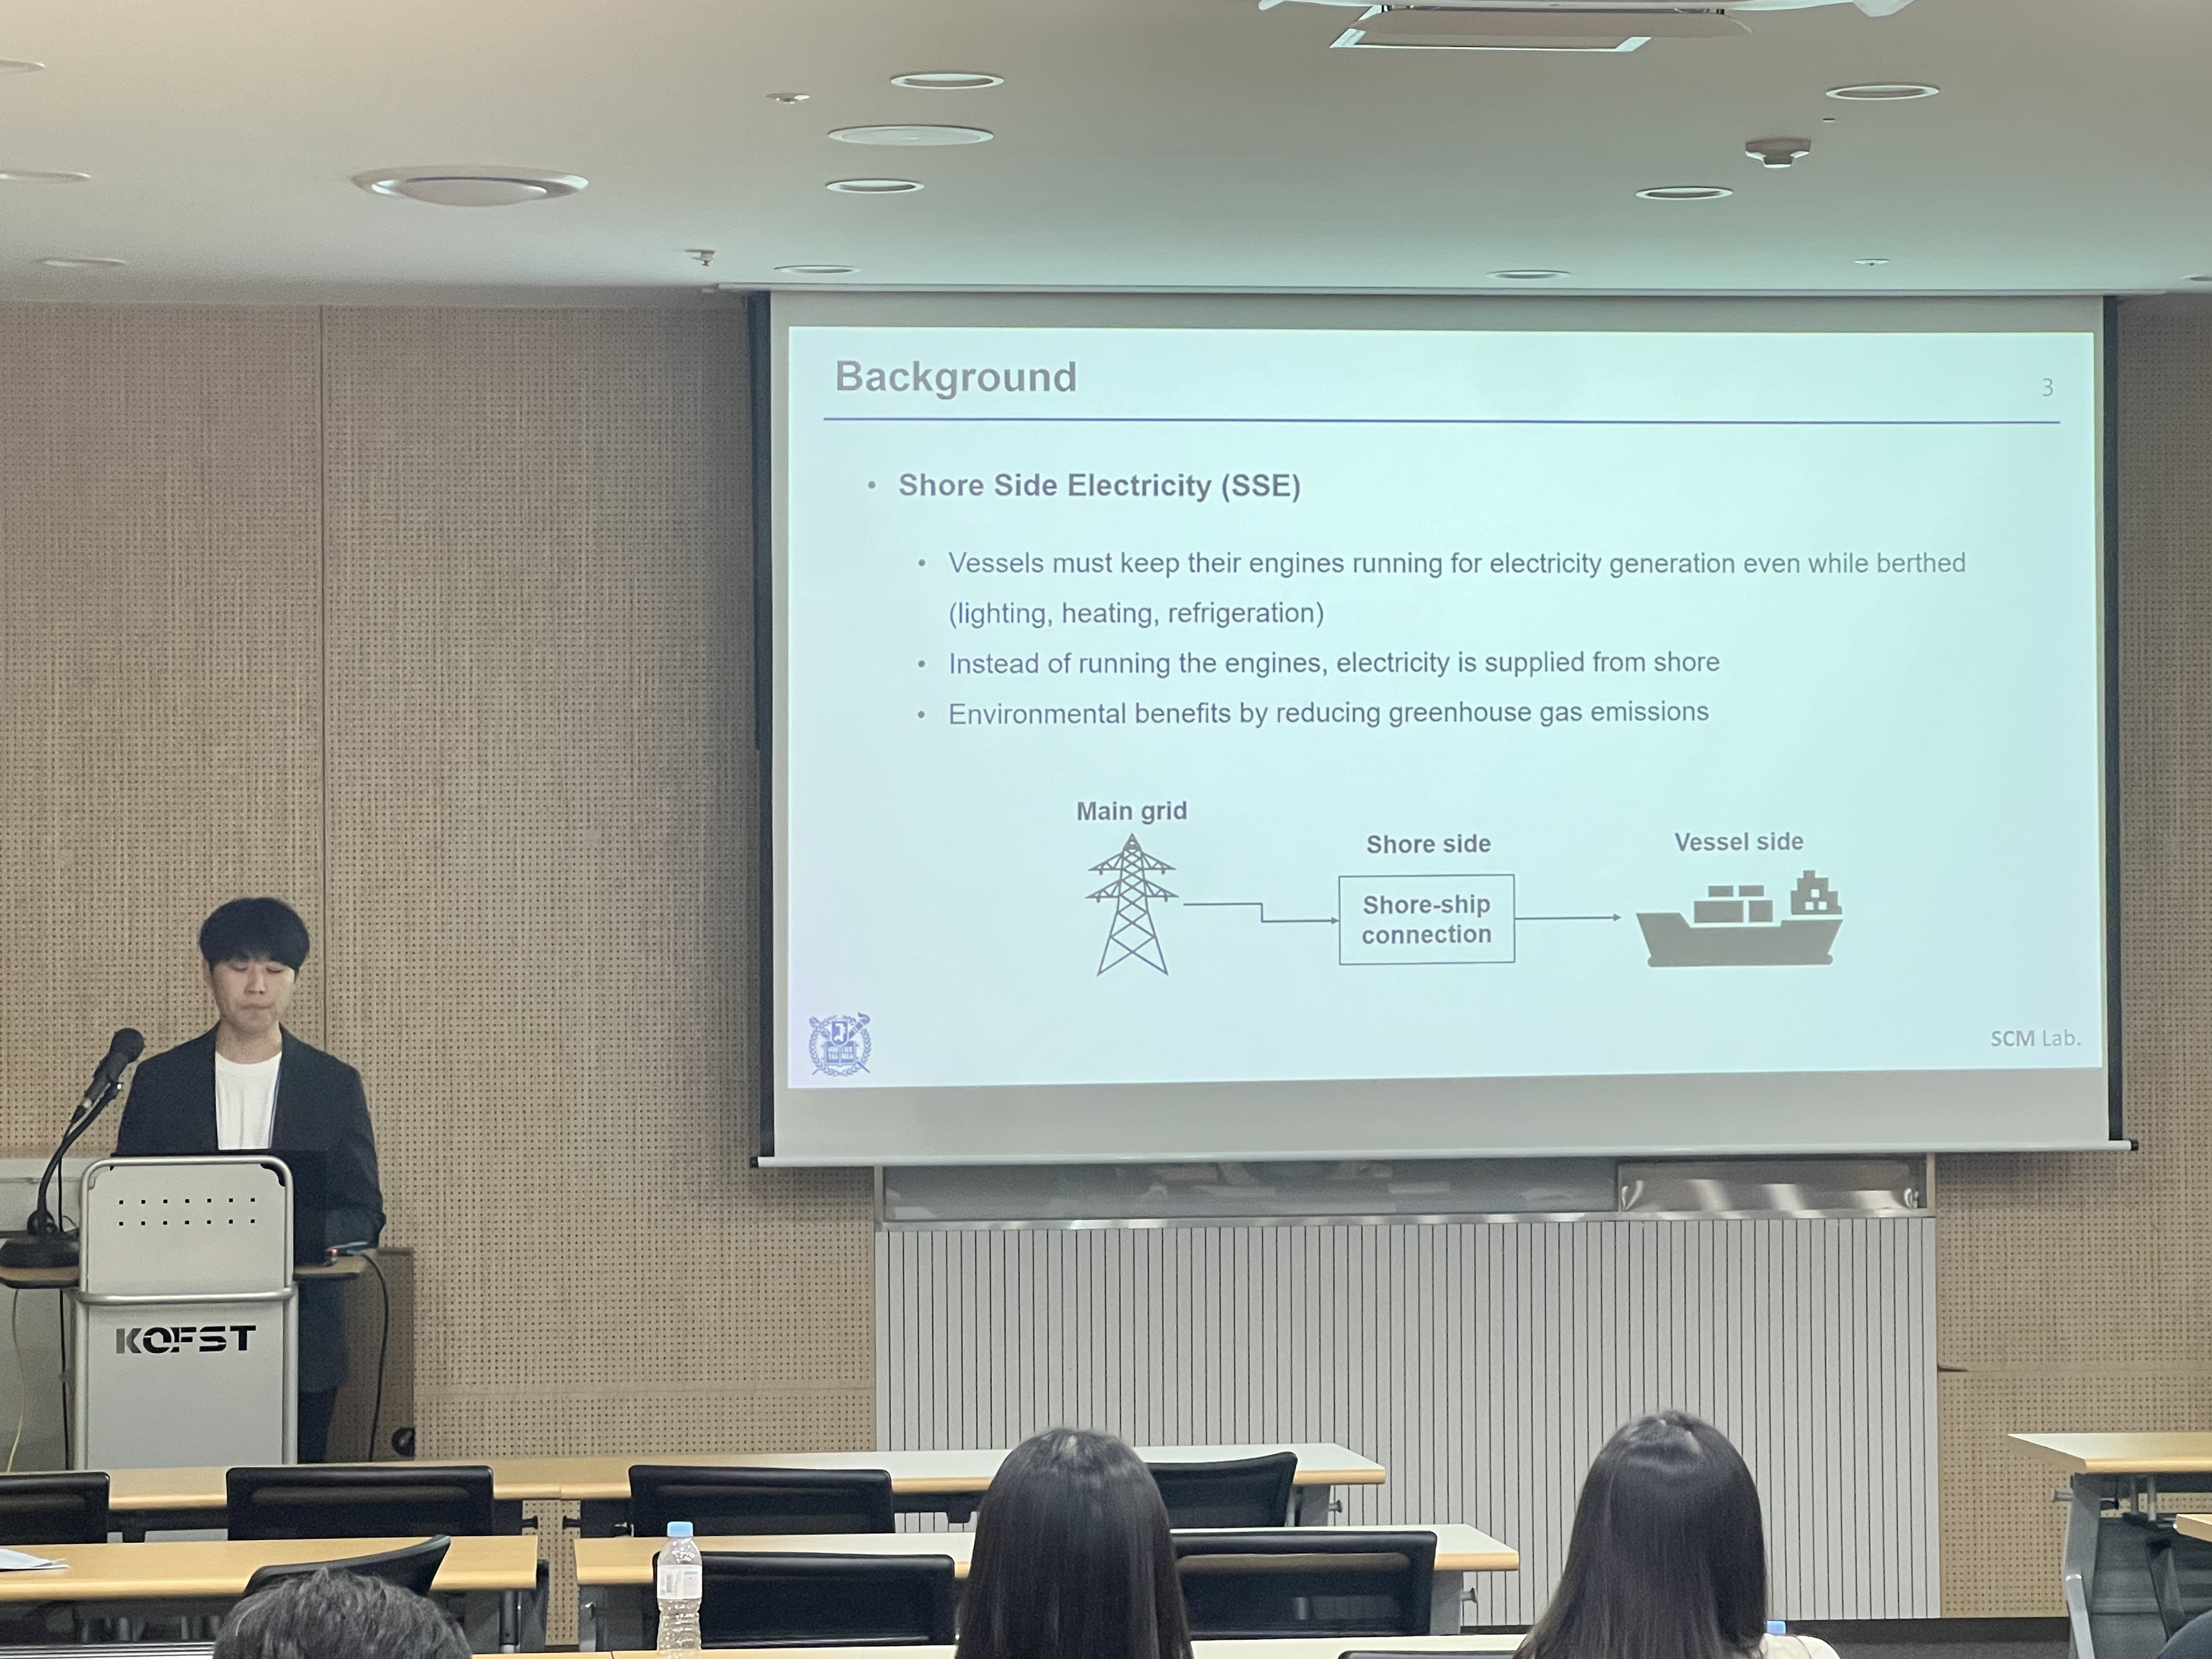 Background
3
• Shore Side Electricity (SSE)
• Vessels must keep their engines running for electricity generation even while berthed
(lighting, heating, refrigeration)
• Instead of running the engines, electricity is supplied from shore
• Environmental benefits by reducing greenhouse gas emissions
Main grid
Shore side
Vessel side
Shore-ship
connection
SCM Lab.
KOFST